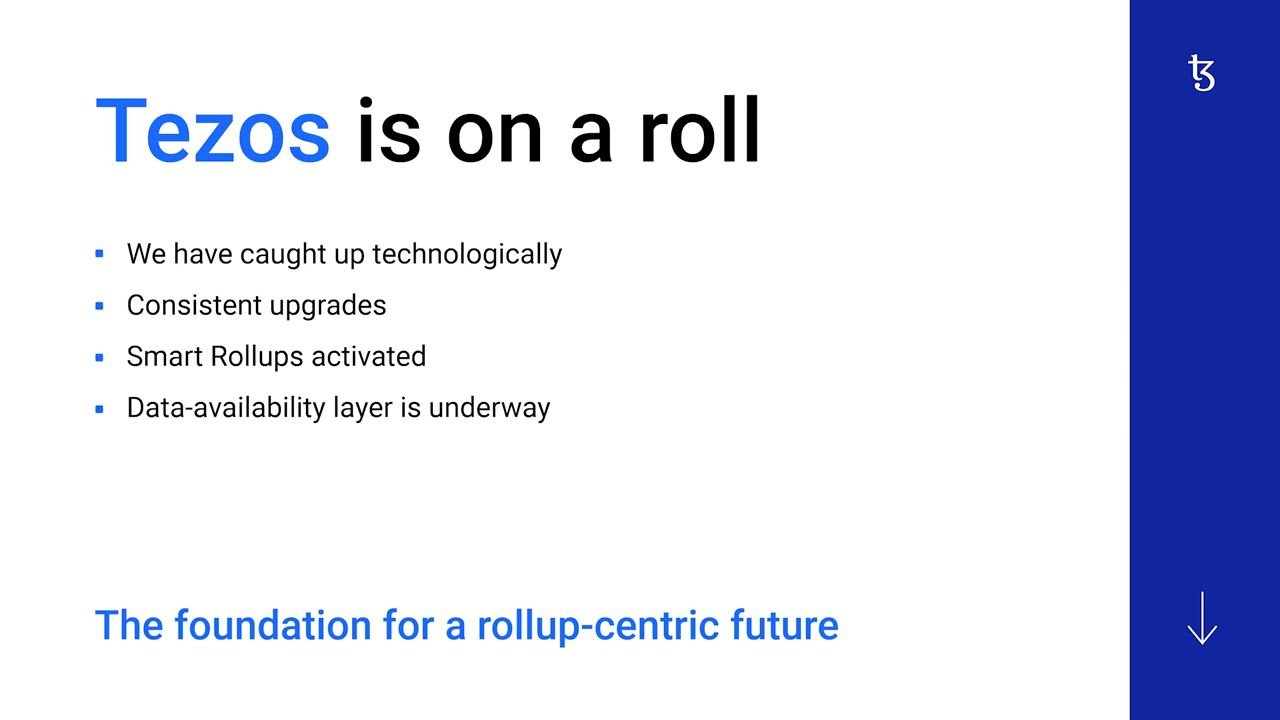 Tezos is on a roll
We have caught up technologically
Consistent upgrades
Smart Rollups activated
Data-availability layer is underway
The foundation for a rollup-centric future